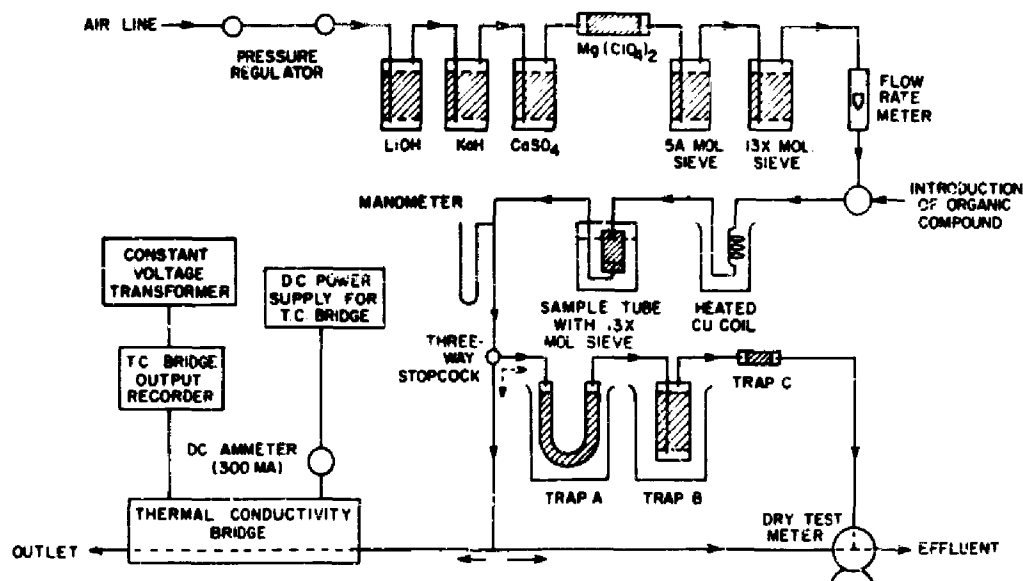 AIR LINE
PRESSURE
REGULATOR
LiOH
KOH
CaSO4
Mg(ClO4)2
5A MOL
SIEVE
13X MOL.
SIEVE
FLOW
RATE
METER
INTRODUCTION
OF ORGANIC
COMPOUND
MANOMETER
SAMPLE TUBE
WITH 13X
MOL SIEVE
HEATED
CU COIL
CONSTANT
VOLTAGE
TRANSFORMER
DC POWER
SUPPLY FOR
T.C BRIDGE
THREE-
WAY
STOPCOCK
TRAP C
TC BRIDGE
OUTPUT
RECORDER
DC AMMETER
(300 MA)
TRAP A
TRAP B
THERMAL CONDUCTIVITY
BRIDGE
DRY TEST
METER
OUTLET
EFFLUENT